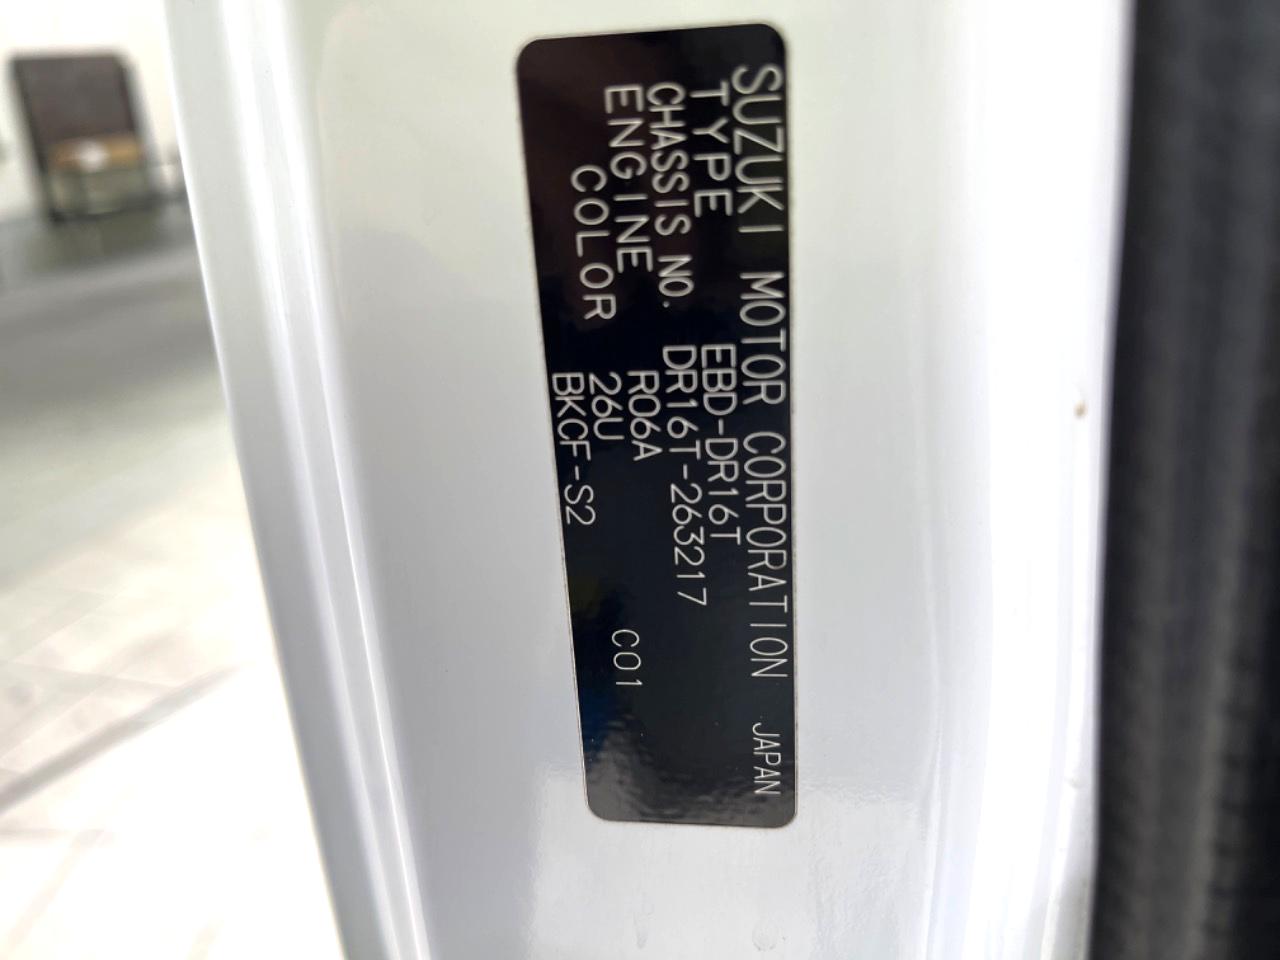 SUZUKI MOTOR CORPORATION JAPAN
TYPE EBD-DR16T
CHASSIS NO. DR16T-263217
ENGINE R06A
COLOR 26U C01
BKCF-S2